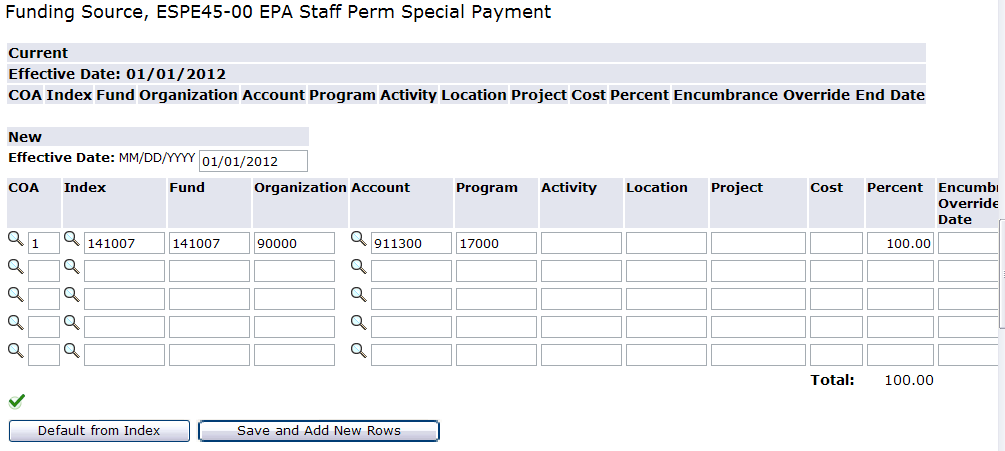 Funding Source, ESPE45-00 EPA Staff Perm Special Payment
Current
Effective Date: 01/01/2012
COA Index Fund Organization Account Program Activity Location Project Cost Percent Encumbrance Override End Date
New
Effective Date: MM/DD/YYYY 01/01/2012
COA Index Fund Organization Account Program Activity Location Project Cost Percent
Override
Date
1 141007 141007 90000 911300 17000 100.00
Total: 100.00
Default from Index Save and Add New Rows